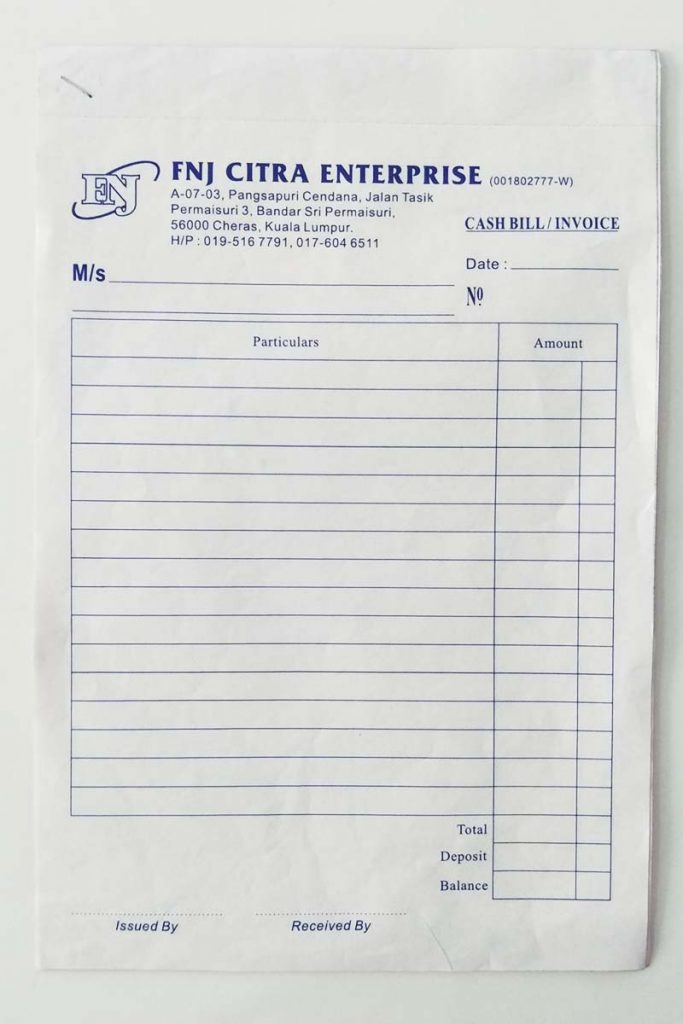 FNJ
FNJ CITRA ENTERPRISE (001802777-W)
A-07-03, Pangsapuri Cendana, Jalan Tasik
Permaisuri 3, Bandar Sri Permaisuri,
56000 Cheras, Kuala Lumpur.
H/P : 019-516 7791, 017-604 6511
CASH BILL / INVOICE
Date :
M/s
Nº
Particulars Amount
Total
Deposit
Balance
Issued By Received By